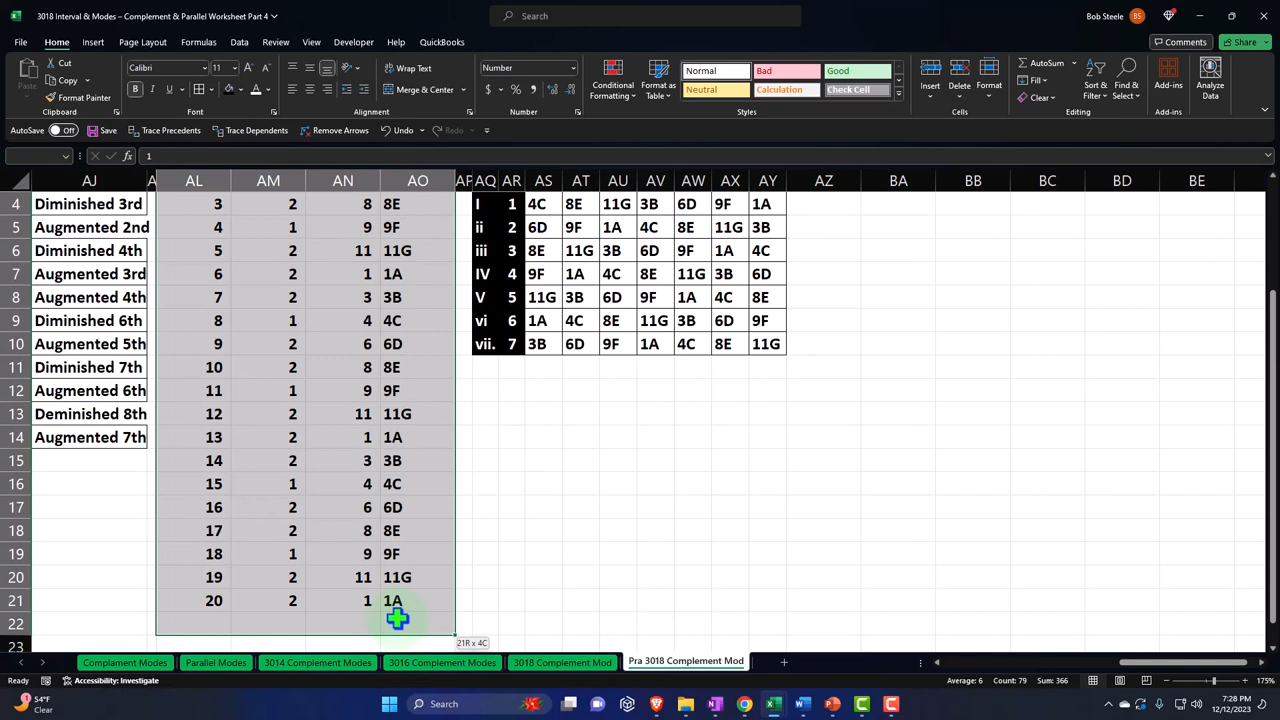 3018 Interval & Modes – Complement & Parallel Worksheet Part 4
Search
Bob Steele BS
File Home Insert Page Layout Formulas Data Review View Developer Help QuickBooks Comments Share
Cut Calibri 11 Wrap Text Number Normal Bad Good AutoSum
Copy Fill
Paste Format Painter Merge & Center Conditional Formatting Format as Table Neutral Calculation Check Cell Insert Delete Format Clear Sort & Filter Find & Select Add-ins Analyze Data
Clipboard Font Alignment Number Styles Cells Editing Add-ins
AutoSave Off Save Trace Precedents Trace Dependents Remove Arrows Undo
fx 1
AJ AL AM AN AO AP AQ AR AS AT AU AV AW AX AY AZ BA BB BC BD BE
4 Diminished 3rd 3 2 8 8E I 1 4C 8E 11G 3B 6D 9F 1A
5 Augmented 2nd 4 1 9 9F ii 2 6D 9F 1A 4C 8E 11G 3B
6 Diminished 4th 5 2 11 11G iii 3 8E 11G 3B 6D 9F 1A 4C
7 Augmented 3rd 6 2 1 1A IV 4 9F 1A 4C 8E 11G 3B 6D
8 Augmented 4th 7 2 3 3B V 5 11G 3B 6D 9F 1A 4C 8E
9 Diminished 6th 8 1 4 4C vi 6 1A 4C 8E 11G 3B 6D 9F
10 Augmented 5th 9 2 6 6D vii. 7 3B 6D 9F 1A 4C 8E 11G
11 Diminished 7th 10 2 8 8E
12 Augmented 6th 11 1 9 9F
13 Deminished 8th 12 2 11 11G
14 Augmented 7th 13 2 1 1A
15 14 2 3 3B
16 15 1 4 4C
17 16 2 6 6D
18 17 2 8 8E
19 18 1 9 9F
20 19 2 11 11G
21 20 2 1 1A
22
23 21R x 4C
Complament Modes Parallel Modes 3014 Complement Modes 3016 Complement Modes 3018 Complement Mod Pra 3018 Complement Mod
Ready Accessibility: Investigate Average: 6 Count: 79 Sum: 366 175%
54°F
Clear
Search
7:28 PM
12/12/2023